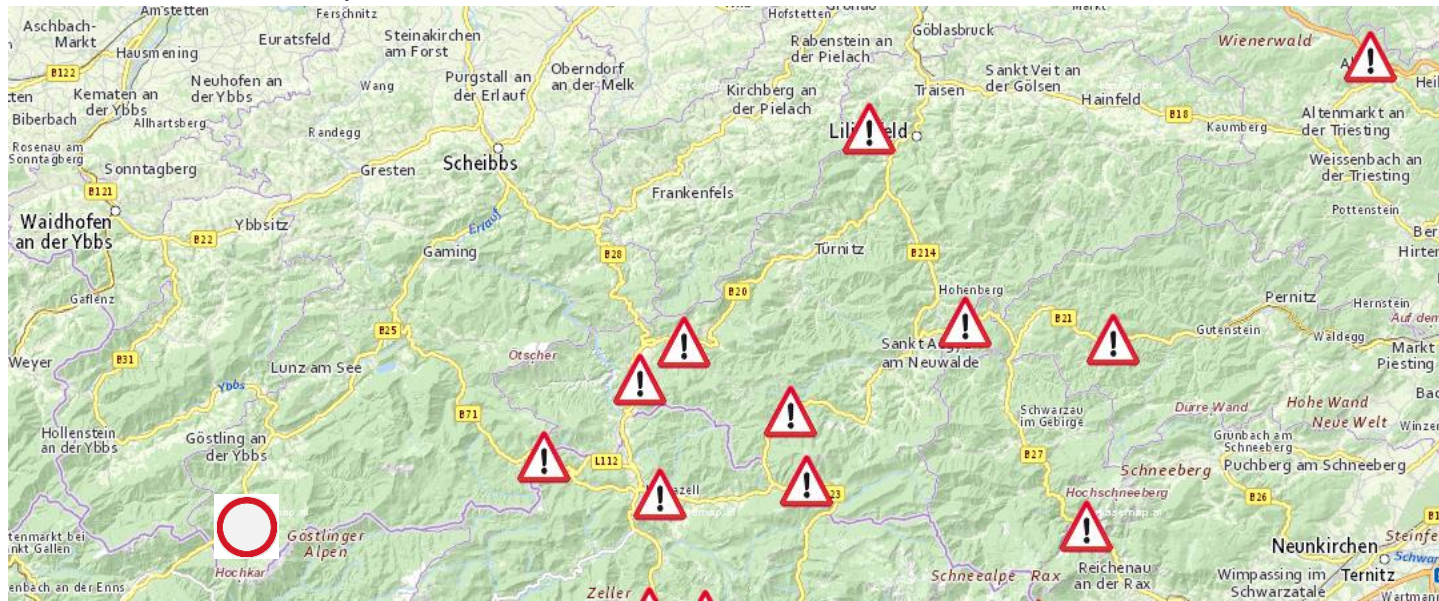 Amstetten
Ferschnitz
Hofstetten
Markt
Aschbach-
Markt
Euratsfeld
Steinakirchen
am Forst
Rabenstein an
der Pielach
Göblasbruck
Wienerwald
Hausmening
B122
Neuhofen an
der Ybbs
Wang
Purgstall an
der Erlauf
Oberndorf
an der Melk
Kirchberg an
der Pielach
Traisen
Sankt Veit an
der Gölsen
Hainfeld
B18
Kaumberg
Altenmarkt an
der Triesting
Kematen an
der Ybbs
Biberbach
Allhartsberg
Randegg
Rosenau am
Sonntagberg
Sonntagberg
Scheibbs
Gresten
Weissenbach an
der Triesting
B121
Frankenfels
Pottenstein
Waidhofen
an der Ybbs
Ybbsitz
B22
Erlauf
Gaming
B28
Türnitz
B214
Gaflenz
B20
Hohenberg
Pernitz
Hernstein
B25
B21
Gutenstein
Waldegg
Auf dem
Markt
Piesting
B31
Weyer
Lunz am See
Ötscher
Sankt
am Neuwalde
Ybbs
B71
Schwarzau
im Gebirge
Dürre Wand
Hohe Wand
Neue Welt
Hollenstein
an der Ybbs
Göstling an
der Ybbs
L112
B27
Grünbach am
Schneeberg
Puchberg am Schneeberg
Schneeberg
Hochschneeberg
B26
Göstlinger
Alpen
Hochkar
Neunkirchen
Ternitz
Reichenau
an der Rax
Schneealpe
Rax
Wimpassing im
Schwarzatale
Zeller